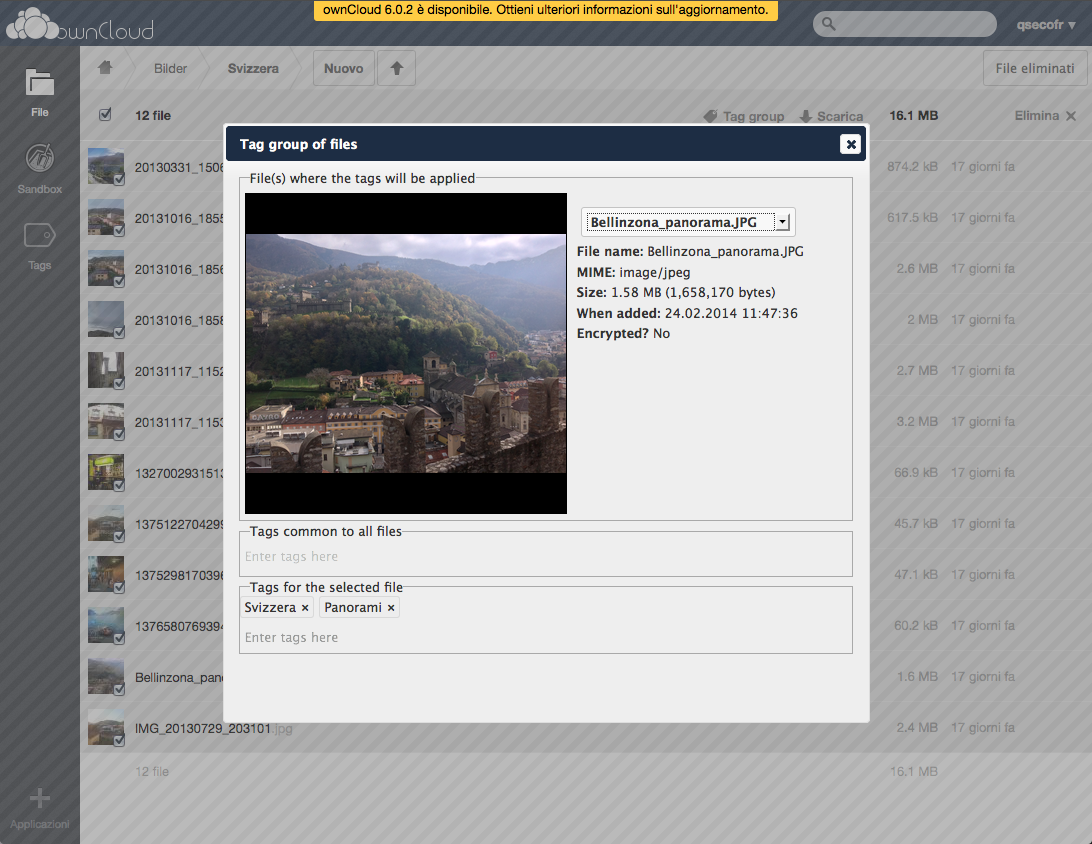 ownCloud 6.0.2 è disponibile. Ottieni ulteriori informazioni sull'aggiornamento.
ownCloud
qsecofr ▾
Bilder
Svizzera
Nuovo
File eliminati
File
Sandbox
Tags
12 file
Tag group
Scarica
16.1 MB
Elimina
20130331_1506
874.2 kB 17 giorni fa
20131016_1855
617.5 kB 17 giorni fa
20131016_1856
2.6 MB 17 giorni fa
20131016_1858
2 MB 17 giorni fa
20131117_1152
2.7 MB 17 giorni fa
20131117_1153
3.2 MB 17 giorni fa
1327002931513
66.9 kB 17 giorni fa
1375122704299
45.7 kB 17 giorni fa
1375298170396
47.1 kB 17 giorni fa
1376580769394
60.2 kB 17 giorni fa
Bellinzona_pan
1.6 MB 17 giorni fa
IMG_20130729_203101.jpg
2.4 MB 17 giorni fa
12 file
16.1 MB
Applicazioni
Tag group of files
File(s) where the tags will be applied
Bellinzona_panorama.JPG
File name: Bellinzona_panorama.JPG
MIME: image/jpeg
Size: 1.58 MB (1,658,170 bytes)
When added: 24.02.2014 11:47:36
Encrypted? No
Tags common to all files
Enter tags here
Tags for the selected file
Svizzera × Panorami ×
Enter tags here